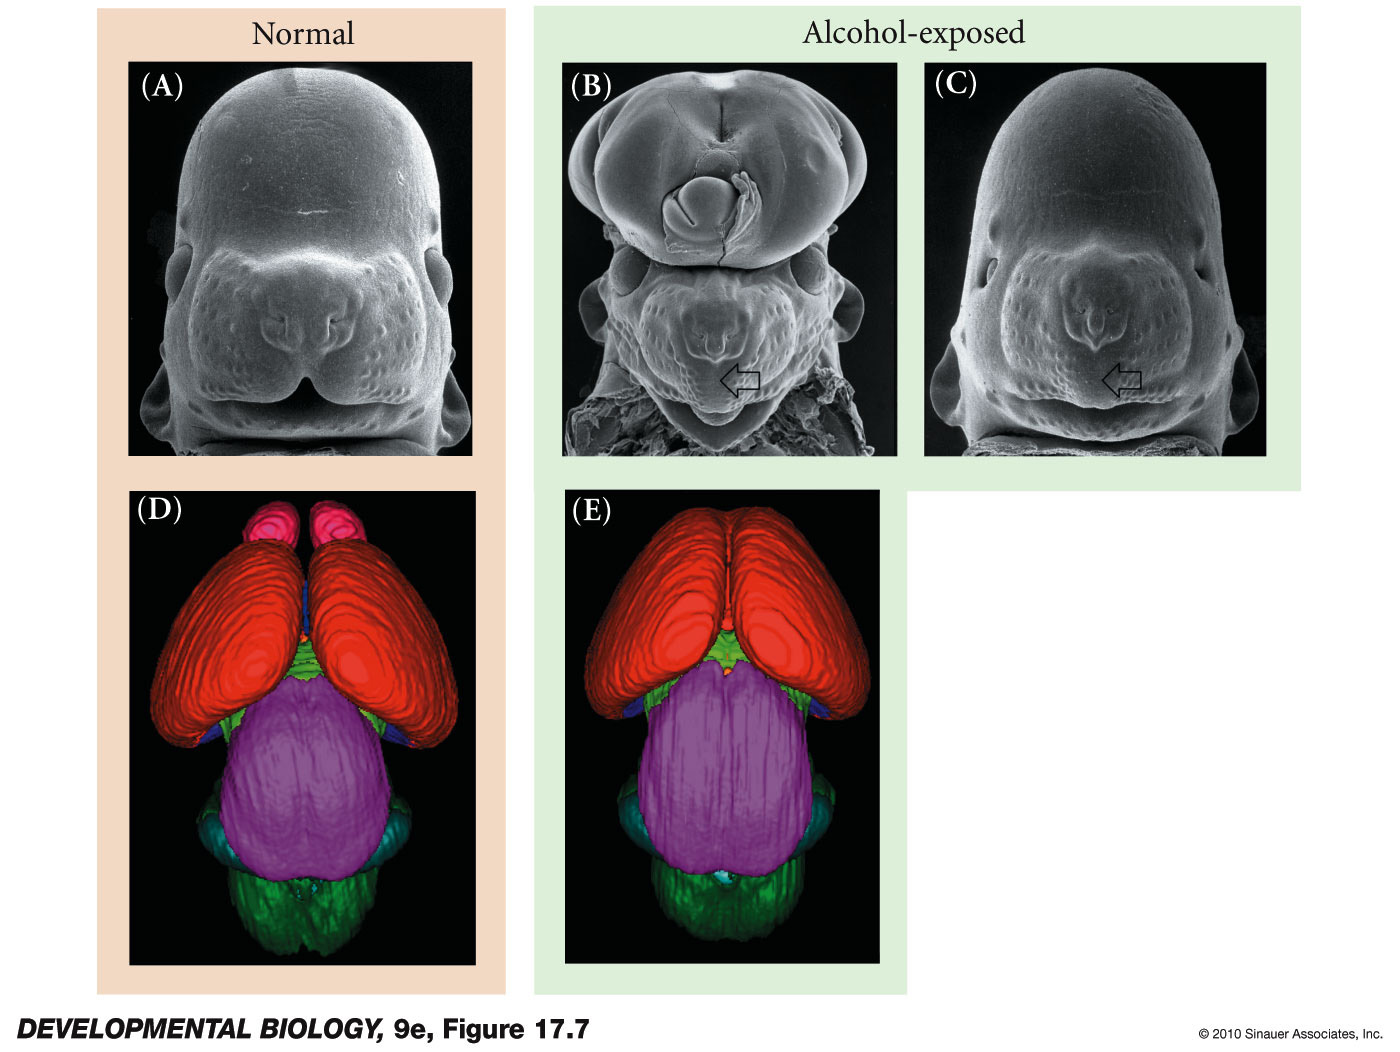 Normal
Alcohol-exposed
(A)
(B)
(C)
(D)
(E)
DEVELOPMENTAL BIOLOGY, 9e, Figure 17.7
© 2010 Sinauer Associates, Inc.